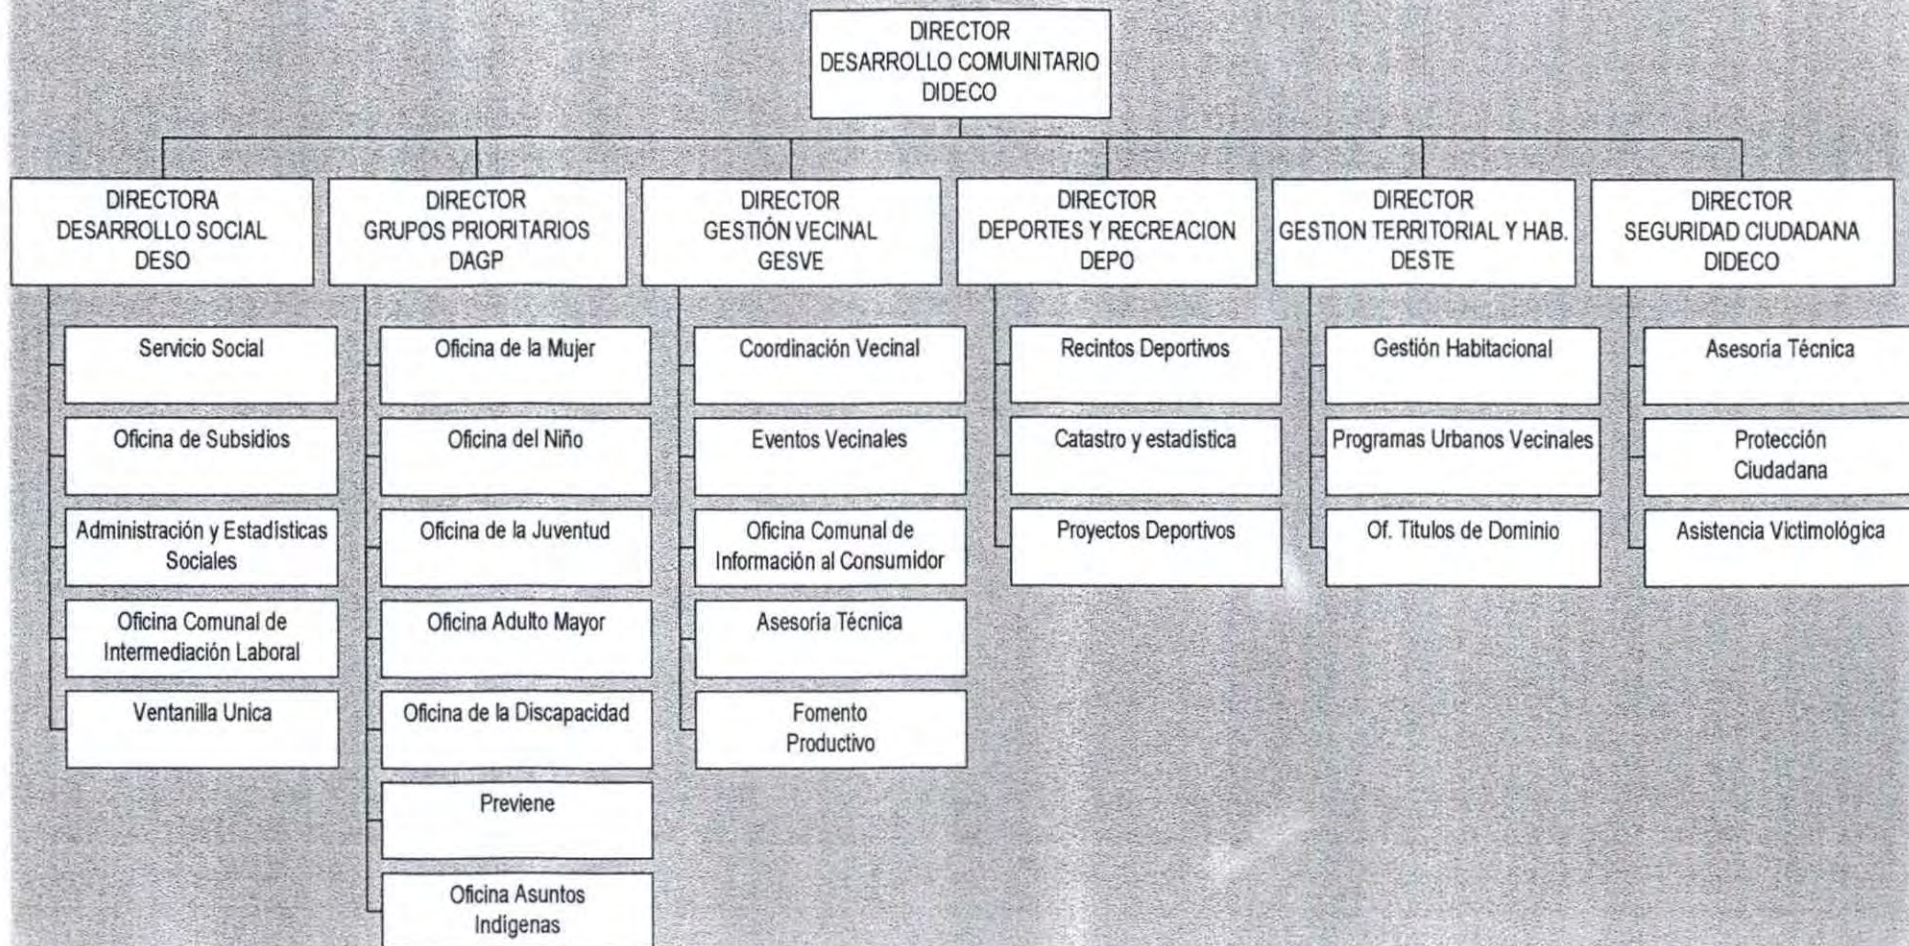 DIRECTOR
DESARROLLO COMUINITARIO
DIDECO
DIRECTORA
DESARROLLO SOCIAL
DESO
DIRECTOR
GRUPOS PRIORITARIOS
DAGP
DIRECTOR
GESTIÓN VECINAL
GESVE
DIRECTOR
DEPORTES Y RECREACION
DEPO
DIRECTOR
GESTION TERRITORIAL Y HAB.
DESTE
DIRECTOR
SEGURIDAD CIUDADANA
DIDECO
Servicio Social
Oficina de Subsidios
Administración y Estadísticas
Sociales
Oficina Comunal de
Intermediación Laboral
Ventanilla Unica
Oficina de la Mujer
Oficina del Niño
Oficina de la Juventud
Oficina Adulto Mayor
Oficina de la Discapacidad
Previene
Oficina Asuntos
Indígenas
Coordinación Vecinal
Eventos Vecinales
Oficina Comunal de
Información al Consumidor
Asesoría Técnica
Fomento
Productivo
Recintos Deportivos
Catastro y estadística
Proyectos Deportivos
Gestión Habitacional
Programas Urbanos Vecinales
Of. Titulos de Dominio
Asesoría Técnica
Protección
Ciudadana
Asistencia Victimológica